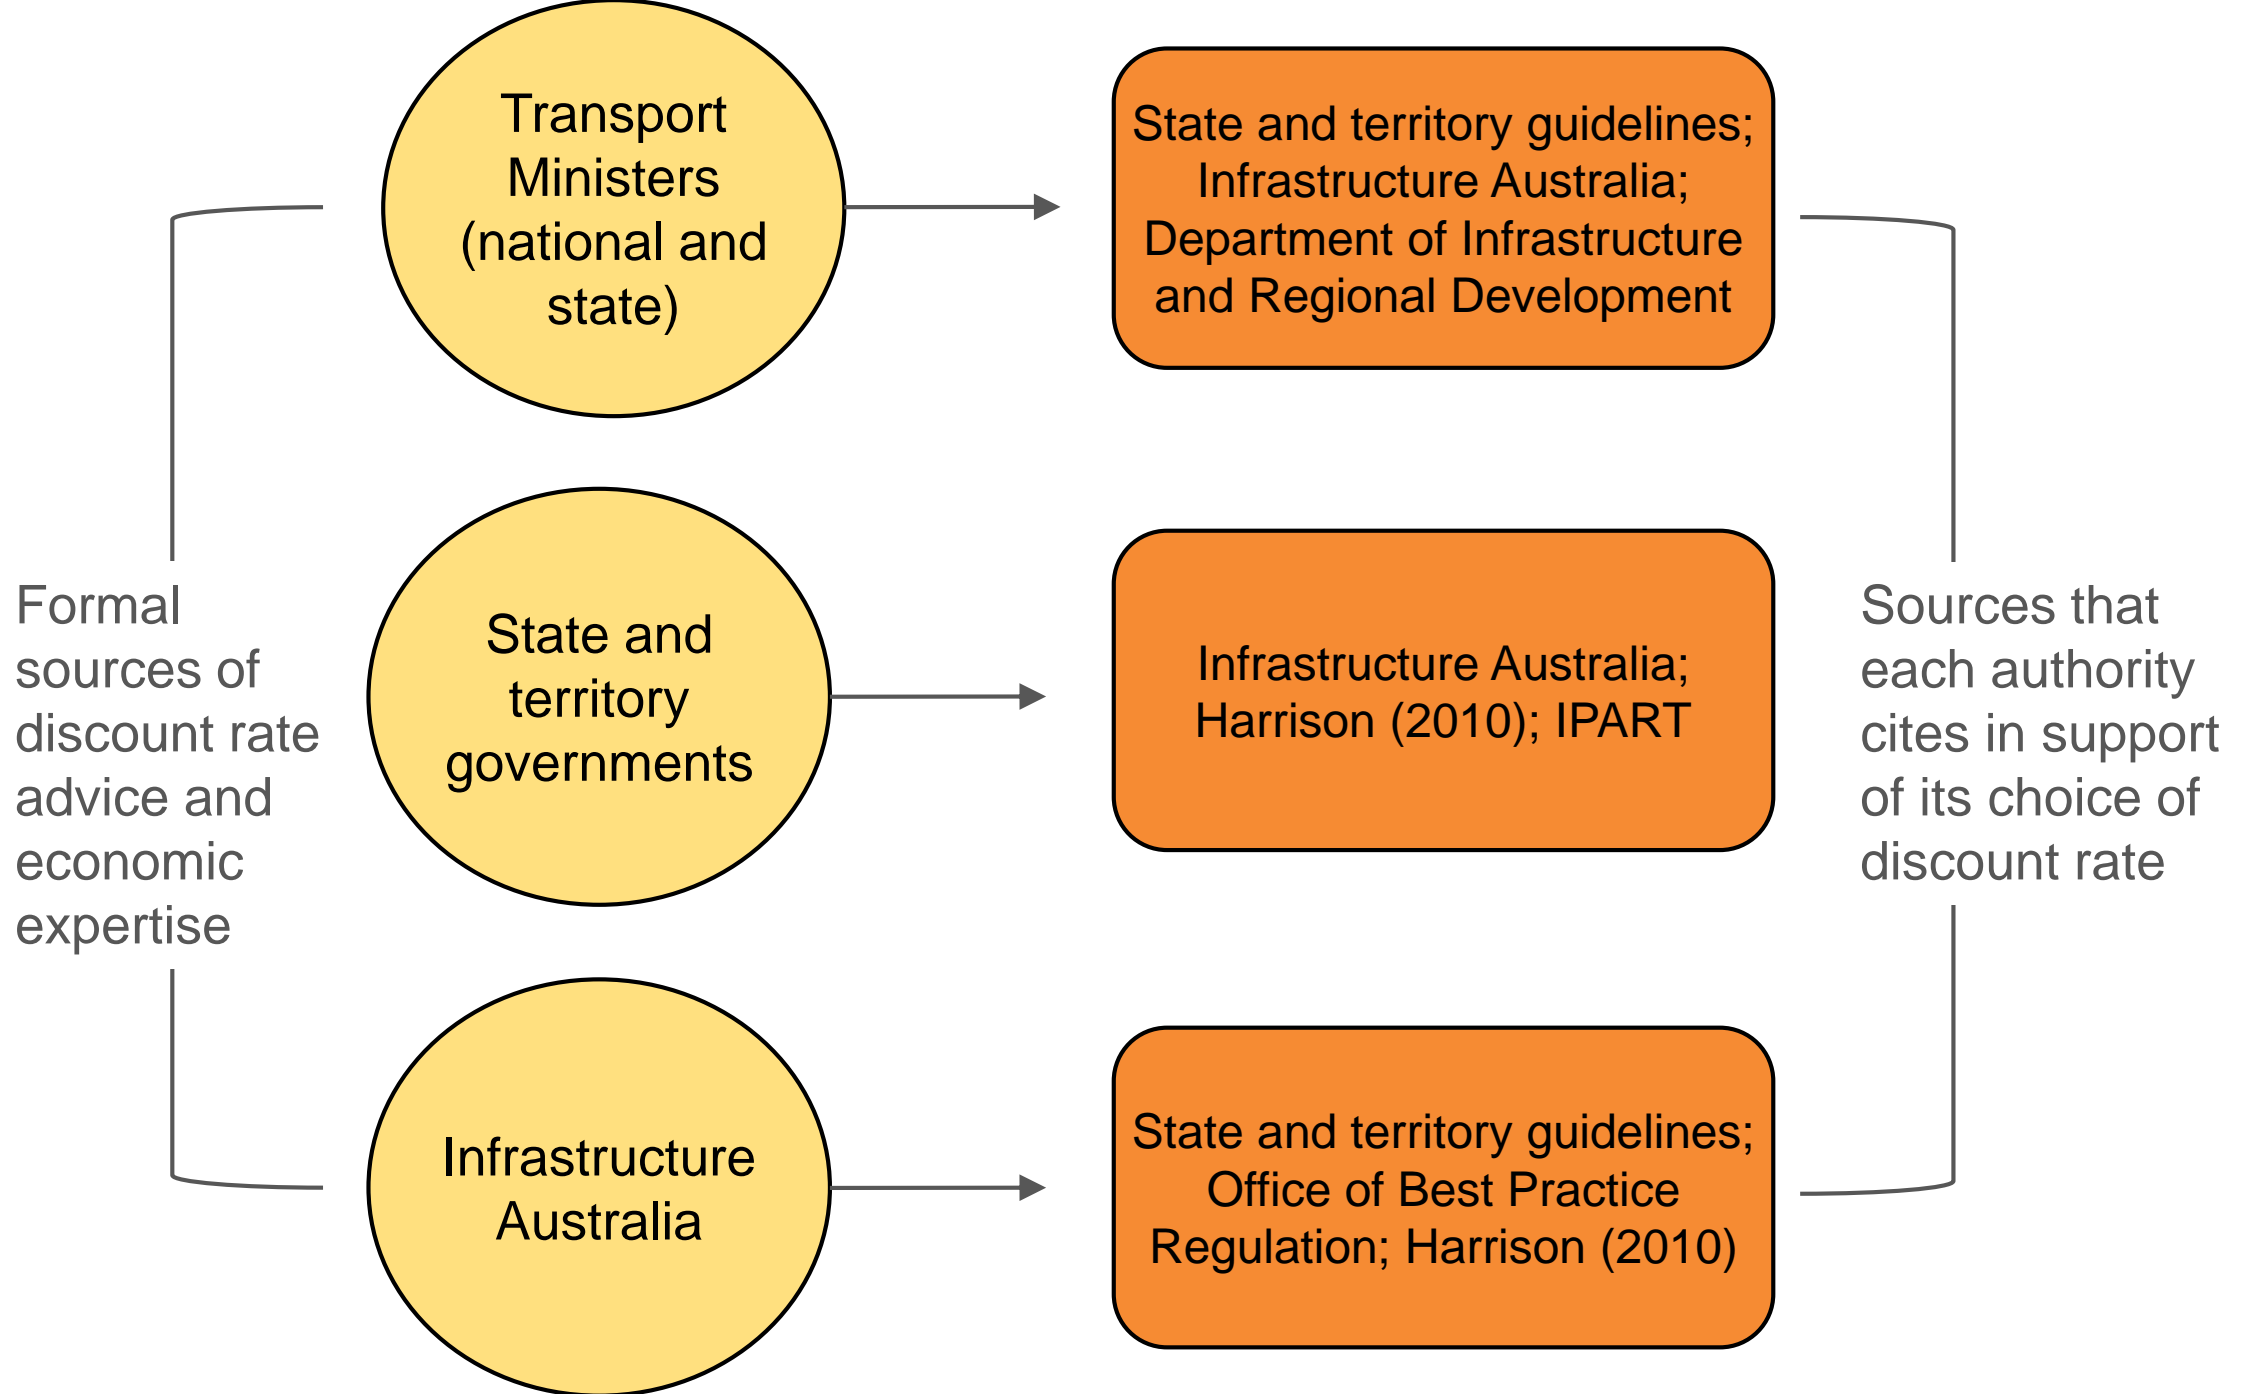 Transport
Ministers
(national and
state)
State and territory guidelines;
Infrastructure Australia;
Department of Infrastructure
and Regional Development
Formal
sources of
discount rate
advice and
economic
expertise
State and
territory
governments
Infrastructure Australia;
Harrison (2010); IPART
Sources that
each authority
cites in support
of its choice of
discount rate
Infrastructure
Australia
State and territory guidelines;
Office of Best Practice
Regulation; Harrison (2010)